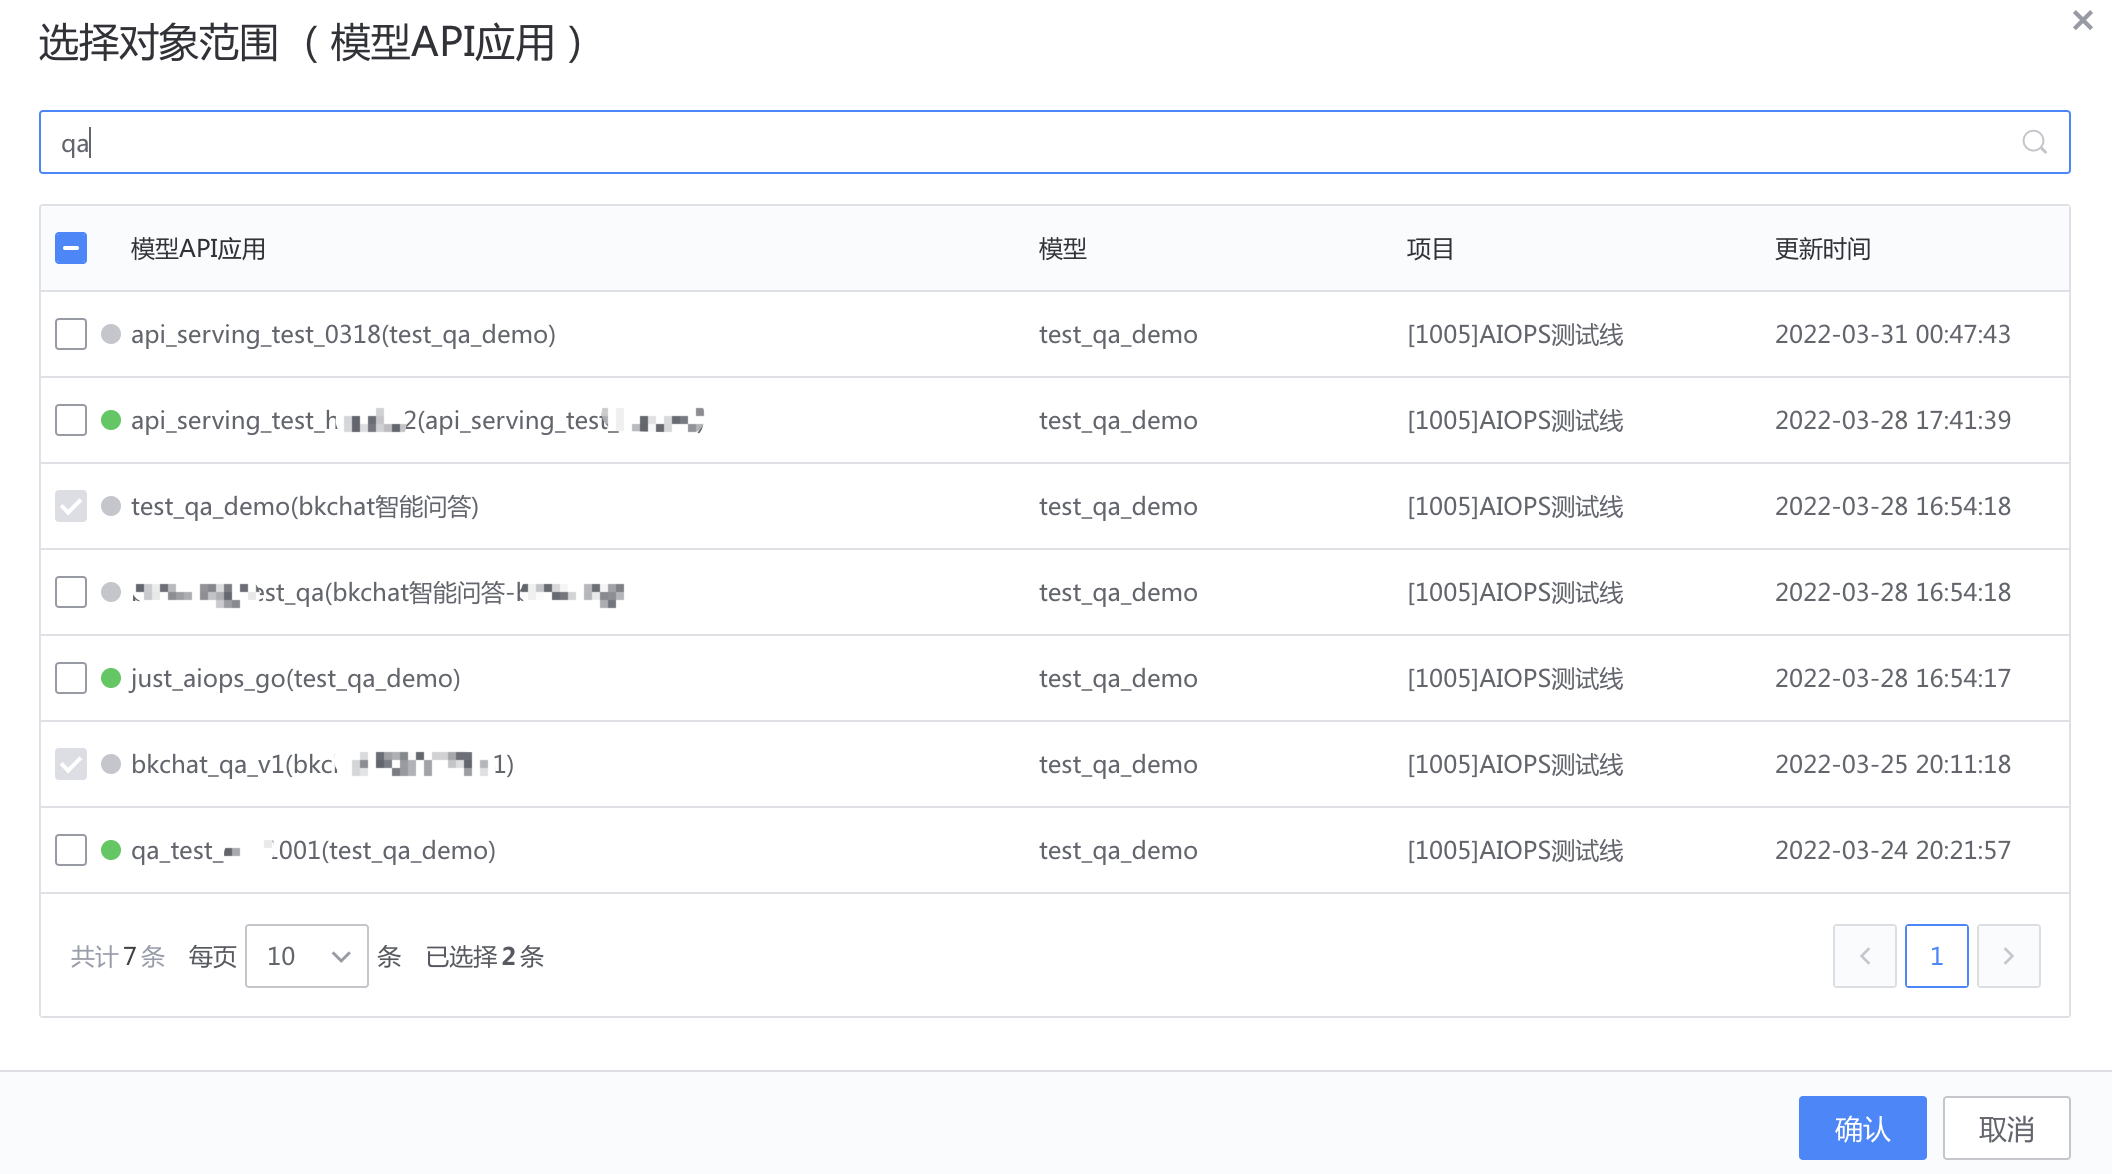 选择对象范围（模型API应用）
qa
模型API应用 模型 项目 更新时间
api_serving_test_0318(test_qa_demo) test_qa_demo [1005]AIOPS测试线 2022-03-31 00:47:43
api_serving_test_h 2(api_serving_test_ test_qa_demo [1005]AIOPS测试线 2022-03-28 17:41:39
test_qa_demo(bkchat智能问答) test_qa_demo [1005]AIOPS测试线 2022-03-28 16:54:18
est_qa(bkchat智能问答- test_qa_demo [1005]AIOPS测试线 2022-03-28 16:54:18
just_aiops_go(test_qa_demo) test_qa_demo [1005]AIOPS测试线 2022-03-28 16:54:17
bkchat_qa_v1(bkc 1) test_qa_demo [1005]AIOPS测试线 2022-03-25 20:11:18
qa_test_ 001(test_qa_demo) test_qa_demo [1005]AIOPS测试线 2022-03-24 20:21:57
共计 7 条 每页 10 条 已选择 2 条 1
确认 取消